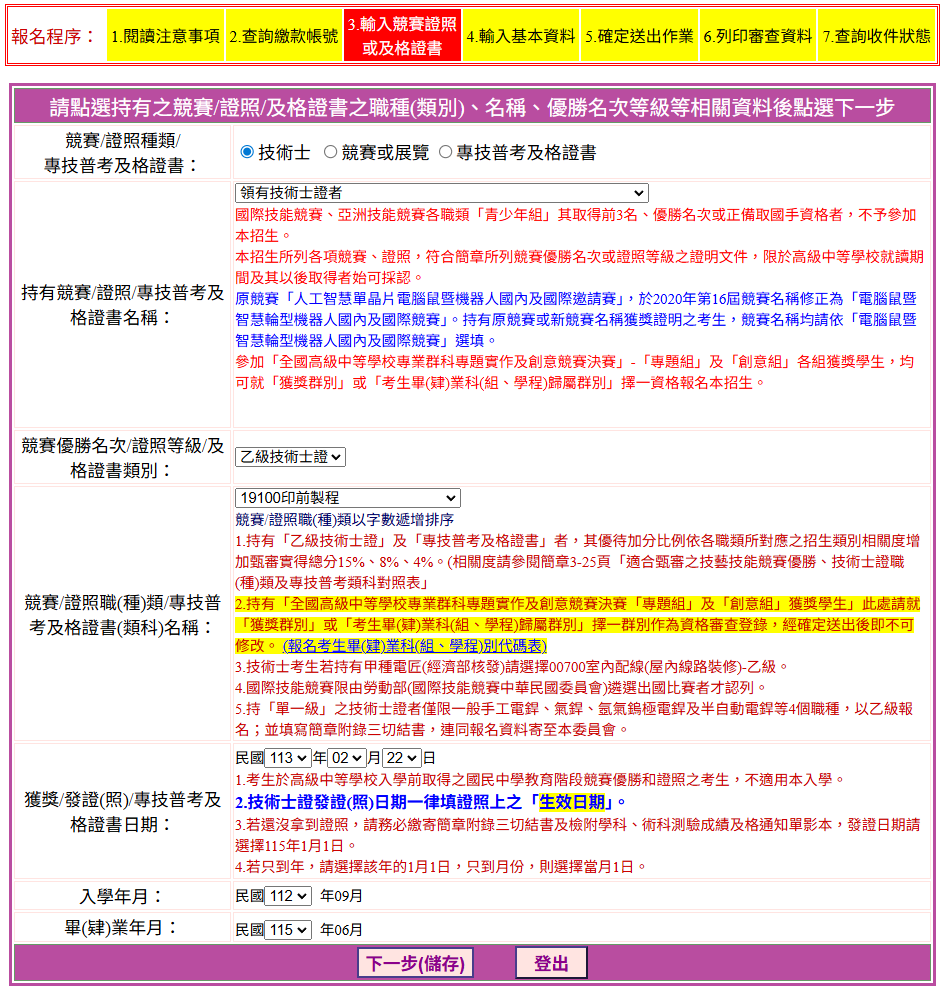 報名程序：
1.閱讀注意事項
2.查詢繳款帳號
3.輸入競賽證照
或及格證書
4.輸入基本資料
5.確定送出作業
6.列印審查資料
7.查詢收件狀態
請點選持有之競賽/證照/及格證書之職種(類別)、名稱、優勝名次等級等相關資料後點選下一步
競賽/證照種類/
專技普考及格證書：
技術士 競賽或展覽 專技普考及格證書
持有競賽/證照/專技普考及
格證書名稱：
領有技術士證者
國際技能競賽、亞洲技能競賽各職類「青少年組」其取得前3名、優勝名次或正備取國手資格者，不予參加
本招生。
本招生所列各項競賽、證照，符合簡章所列競賽優勝名次或證照等級之證明文件，限於高級中等學校就讀期
間及其以後取得者始可採認。
原競賽「人工智慧單晶片電腦鼠暨機器人國內及國際邀請賽」，於2020年第16屆競賽名稱修正為「電腦鼠暨
智慧輪型機器人國內及國際競賽」。持有原競賽或新競賽名稱獲獎證明之考生，競賽名稱均請依「電腦鼠暨
智慧輪型機器人國內及國際競賽」選填。
參加「全國高級中等學校專業群科專題實作及創意競賽決賽」-「專題組」及「創意組」各組獲獎學生，均
可就「獲獎群別」或「考生畢(肄)業科(組、學程)歸屬群別」擇一資格報名本招生。
競賽優勝名次/證照等級/及
格證書類別：
乙級技術士證
競賽/證照職(種)類/專技普
考及格證書(類科)名稱：
19100印前製程
競賽/證照職(種)類以字數遞增排序
1.持有「乙級技術士證」及「專技普考及格證書」者，其優待加分比例依各職類所對應之招生類別相關度增
加甄審實得總分15%、8%、4%。(相關度請參閱簡章3-25頁「適合甄審之技藝技能競賽優勝、技術士證職
(種)類及專技普考類科對照表」
2.持有「全國高級中等學校專業群科專題實作及創意競賽決賽「專題組」及「創意組」獲獎學生」此處請就
「獲獎群別」或「考生畢(肄)業科(組、學程)歸屬群別」擇一群別作為資格審查登錄，經確定送出後即不可
修改。 (報名考生畢(肄)業科(組、學程)別代碼表)
3.技術士考生若持有甲種電匠(經濟部核發)請選擇00700室內配線(屋內線路裝修)-乙級。
4.國際技能競賽限由勞動部(國際技能競賽中華民國委員會)遴選出國比賽者才認列。
5.持「單一級」之技術士證者僅限一般手工電銲、氣銲、氬氣鎢極電銲及半自動電銲等4個職種，以乙級報
名；並填寫簡章附錄三切結書，連同報名資料寄至本委員會。
獲獎/發證(照)/專技普考及
格證書日期：
民國113年02月22日
1.考生於高級中等學校入學前取得之國民中學教育階段競賽優勝和證照之考生，不適用本入學。
2.技術士證發證(照)日期一律填證照上之「生效日期」。
3.若還沒拿到證照，請務必繳寄簡章附錄三切結書及檢附學科、術科測驗成績及格通知單影本，發證日期請
選擇115年1月1日。
4.若只到年，請選擇該年的1月1日，只到月份，則選擇當月1日。
入學年月：
民國112 年09月
畢(肄)業年月：
民國115 年06月
下一步(儲存) 登出